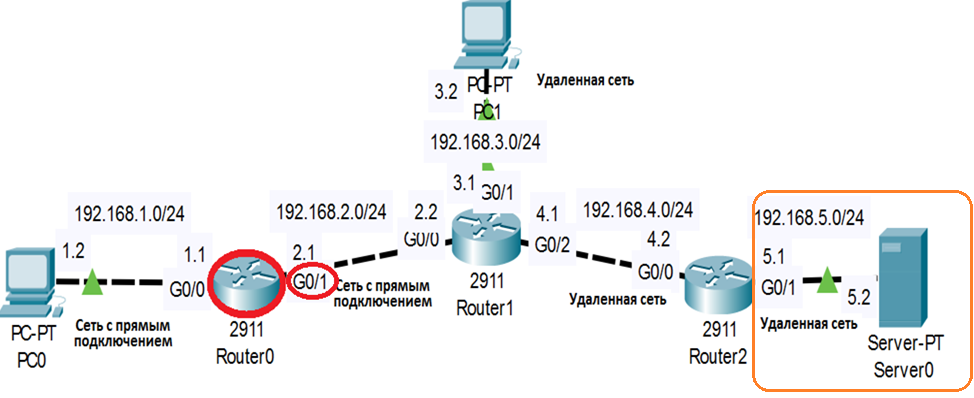 PC-PT
PC1
Удаленная сеть
3.2
192.168.3.0/24
3.1
G0/1
192.168.1.0/24
1.2
1.1
G0/0
PC-PT
PC0
Сеть с прямым
подключением
2911
Router0
192.168.2.0/24
2.1
G0/1
2.2
G0/0
Сеть с прямым
подключением
2911
Router1
4.1
G0/2
192.168.4.0/24
4.2
G0/0
Удаленная сеть
2911
Router2
192.168.5.0/24
5.1
G0/1
5.2
Удаленная сеть
Server-PT
Server0